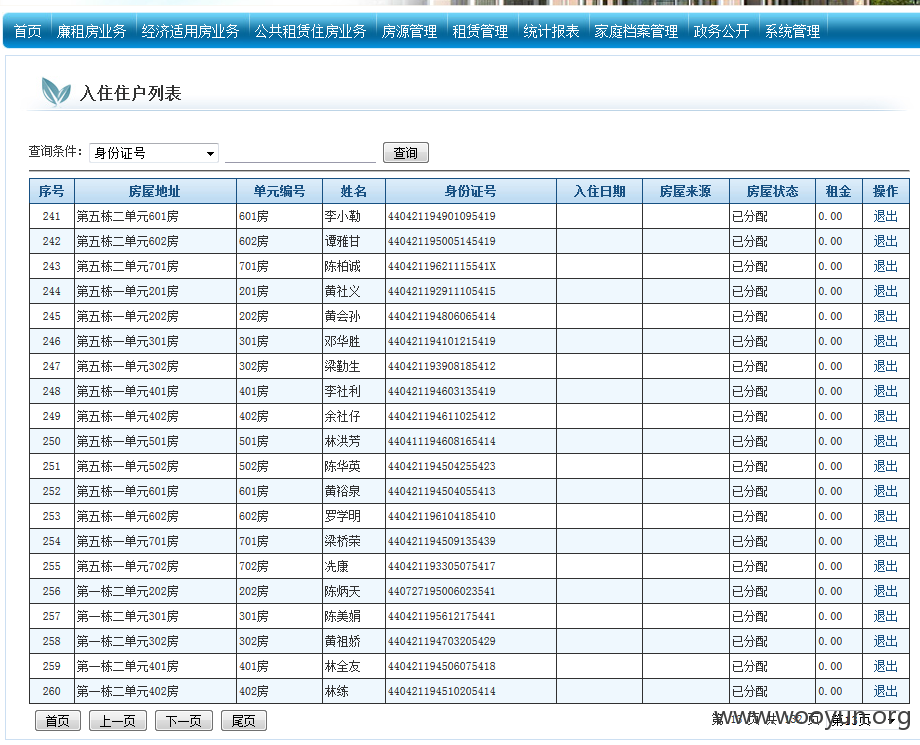 首页 廉租房业务 经济适用房业务 公共租赁住房业务 房源管理 租赁管理 统计报表 家庭档案管理 政务公开 系统管理
入住住户列表
查询条件: 身份证号 查询
序号 房屋地址 单元编号 姓名 身份证号 入住日期 房屋来源 房屋状态 租金 操作
241 第五栋二单元601房 601房 李小勒 440421194901095419 已分配 0.00 退出
242 第五栋二单元602房 602房 谭雅甘 440421195005145419 已分配 0.00 退出
243 第五栋二单元701房 701房 陈柏诚 44042119621115541X 已分配 0.00 退出
244 第五栋一单元201房 201房 黄社义 440421192911105415 已分配 0.00 退出
245 第五栋一单元202房 202房 黄会孙 440421194806065414 已分配 0.00 退出
246 第五栋一单元301房 301房 邓华胜 440421194101215419 已分配 0.00 退出
247 第五栋一单元302房 302房 梁勤生 440421193908185412 已分配 0.00 退出
248 第五栋一单元401房 401房 李社利 440421194603135419 已分配 0.00 退出
249 第五栋一单元402房 402房 余社仔 440421194611025412 已分配 0.00 退出
250 第五栋一单元501房 501房 林洪芳 440411194608165414 已分配 0.00 退出
251 第五栋一单元502房 502房 陈华英 440421194504255423 已分配 0.00 退出
252 第五栋一单元601房 601房 黄裕泉 440421194504055413 已分配 0.00 退出
253 第五栋一单元602房 602房 罗学明 440421196104185410 已分配 0.00 退出
254 第五栋一单元701房 701房 梁桥荣 440421194509135439 已分配 0.00 退出
255 第五栋一单元702房 702房 冼康 440421193305075417 已分配 0.00 退出
256 第一栋二单元202房 202房 陈炳天 440727195006023541 已分配 0.00 退出
257 第一栋二单元301房 301房 陈美娟 440421195612175441 已分配 0.00 退出
258 第一栋二单元302房 302房 黄祖娇 440421194703205429 已分配 0.00 退出
259 第一栋二单元401房 401房 林全友 440421194506075418 已分配 0.00 退出
260 第一栋二单元402房 402房 林练 440421194510205414 已分配 0.00 退出
首页 上一页 下一页 尾页 第13页 共132页 第13页
www.wooyun.org